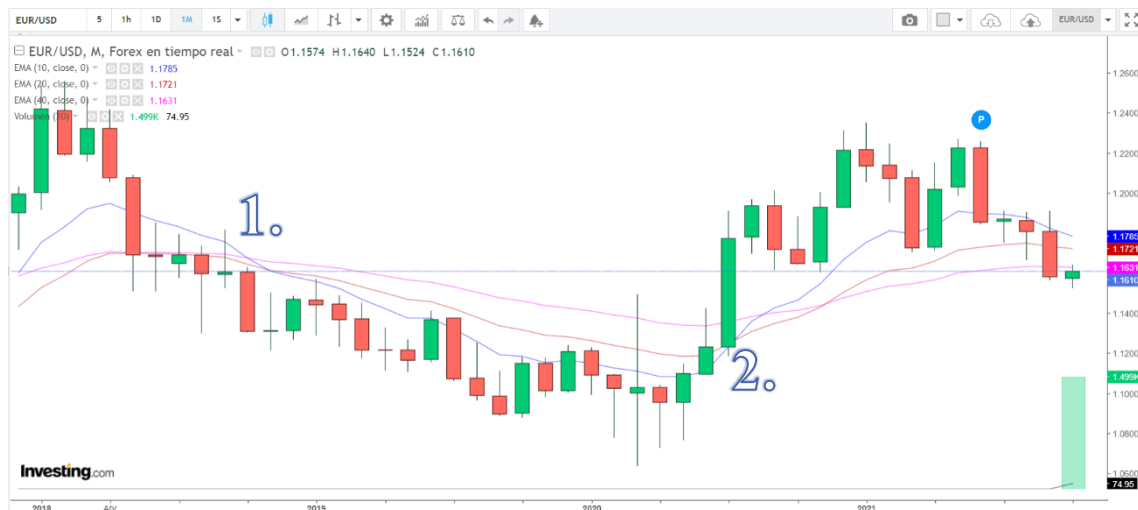 EUR/USD 5 1h 1D 1M 1S EUR/USD
EUR/USD, M, Forex en tiempo real O1.1574 H1.1640 L1.1524 C1.1610
EMA (10, close, 0) 1.1785
EMA (20, close, 0) 1.1721
EMA (40, close, 0) 1.1631
Volumen (20) 1.499K 74.95
1.2600
1.2400
P
1.2200
1.2000
1.
1.1785
1.1721
1.1631
1.1610
1.1400
1.1200
2.
1.499K
1.1000
1.0800
1.0600
Investing.com
74.95
2018 Abr 2019 2020 2021